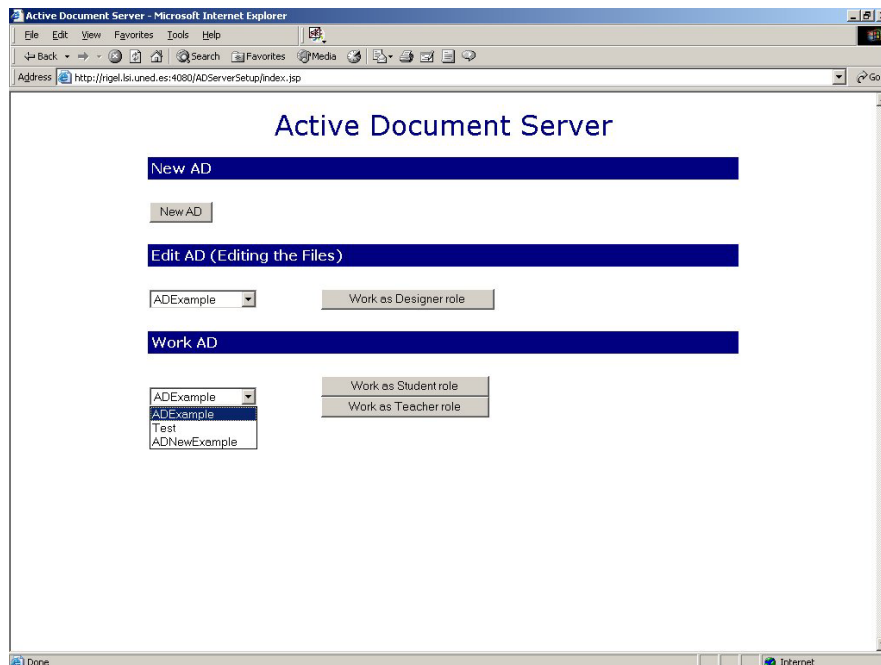 Active Document Server - Microsoft Internet Explorer
File Edit View Favorites Tools Help
Back Search Favorites Media
Address http://rigel.lsi.uned.es:4080/ADServerSetup/index.jsp Go
Active Document Server
New AD
New AD
Edit AD (Editing the Files)
ADExample Work as Designer role
Work AD
Work as Student role
ADExample
Work as Teacher role
ADExample
Test
ADNewExample
Done Internet